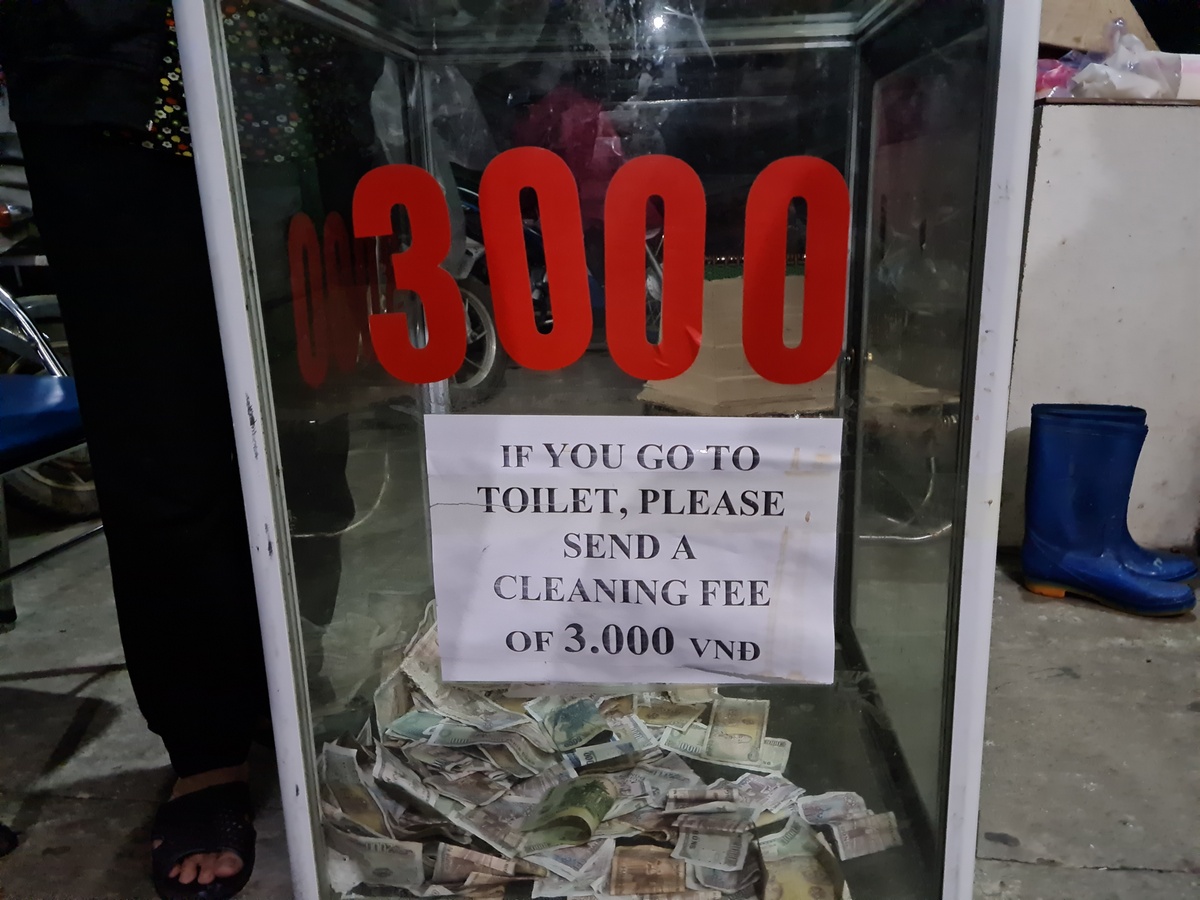 3000
IF YOU GO TO
TOILET, PLEASE
SEND A
CLEANING FEE
OF 3.000 VNĐ